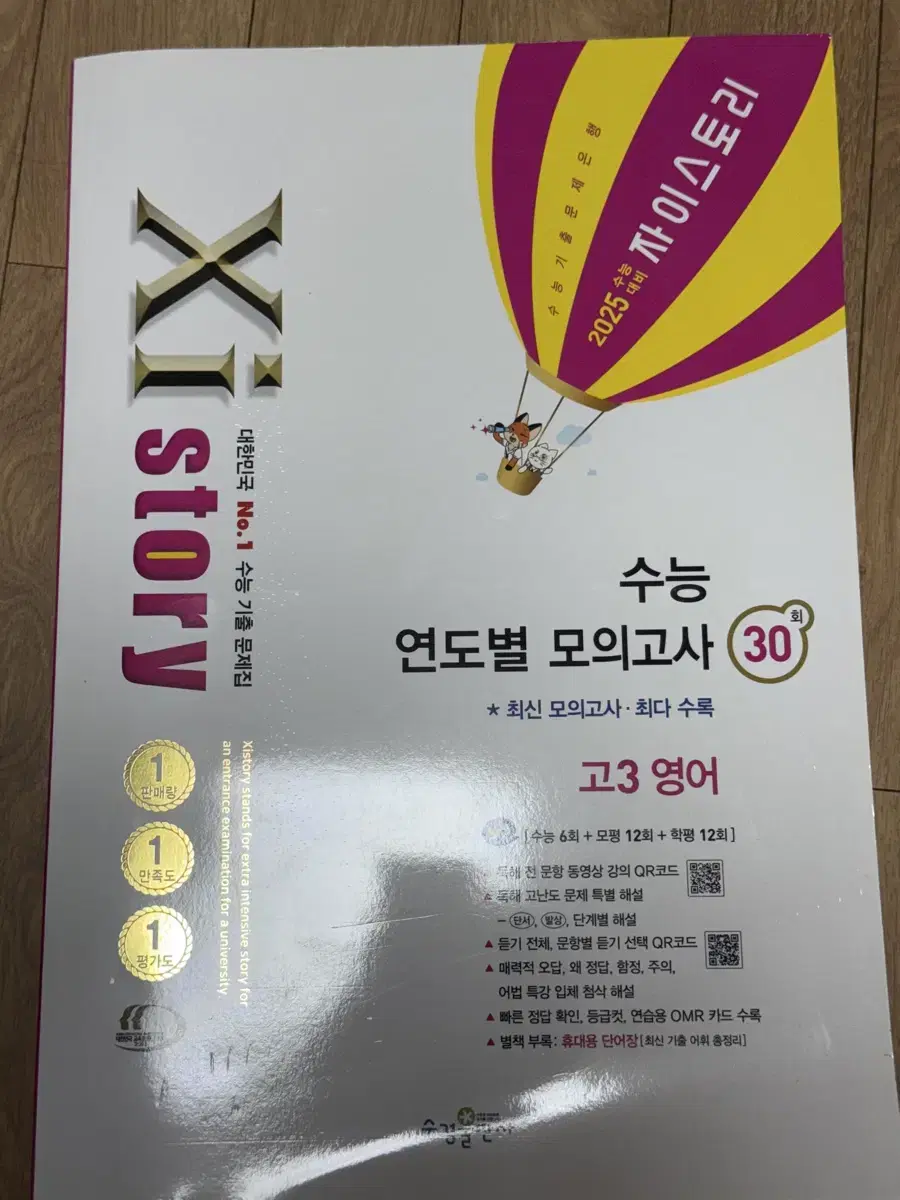 수능기출문제은행
2025 수능 대비 자이스토리
Xi story
대한민국 No.1 수능 기출 문제집
Xistory stands for extra intensive story for
an entrance examination for a university.
1
판매량
1
만족도
1
평가도
수능
연도별 모의고사 30회
★ 최신 모의고사·최다 수록
고3 영어
[수능 6회 + 모평 12회 + 학평 12회]
독해 전 문항 동영상 강의 QR코드
▲ 독해 고난도 문제 특별 해설
– 단서, 발상, 단계별 해설
▲ 듣기 전체, 문항별 듣기 선택 QR코드
▲ 매력적 오답, 왜 정답, 함정, 주의,
어법 특강 입체 첨삭 해설
▲ 빠른 정답 확인, 등급컷, 연습용 OMR 카드 수록
▲ 별책 부록: 휴대용 단어장 [최신 기출 어휘 총정리]
수경출판사